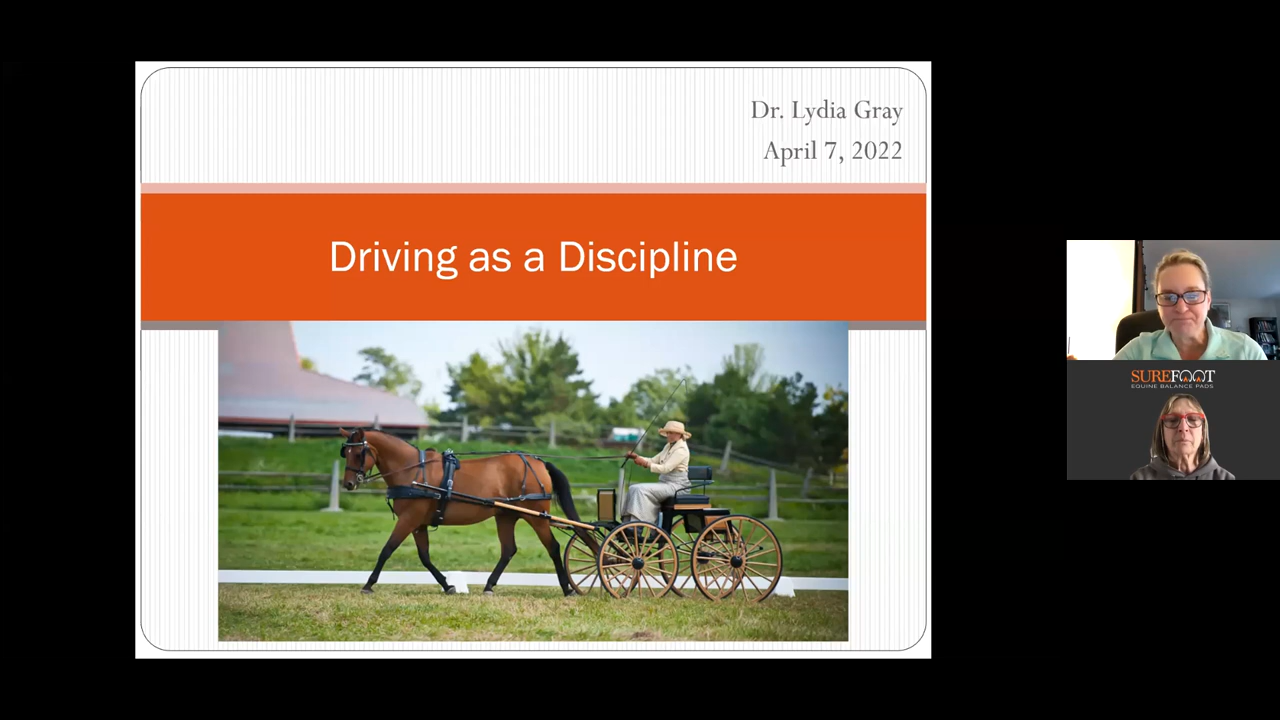 Dr. Lydia Gray
April 7, 2022
Driving as a Discipline
SUREFOOT
EQUINE BALANCE PADS